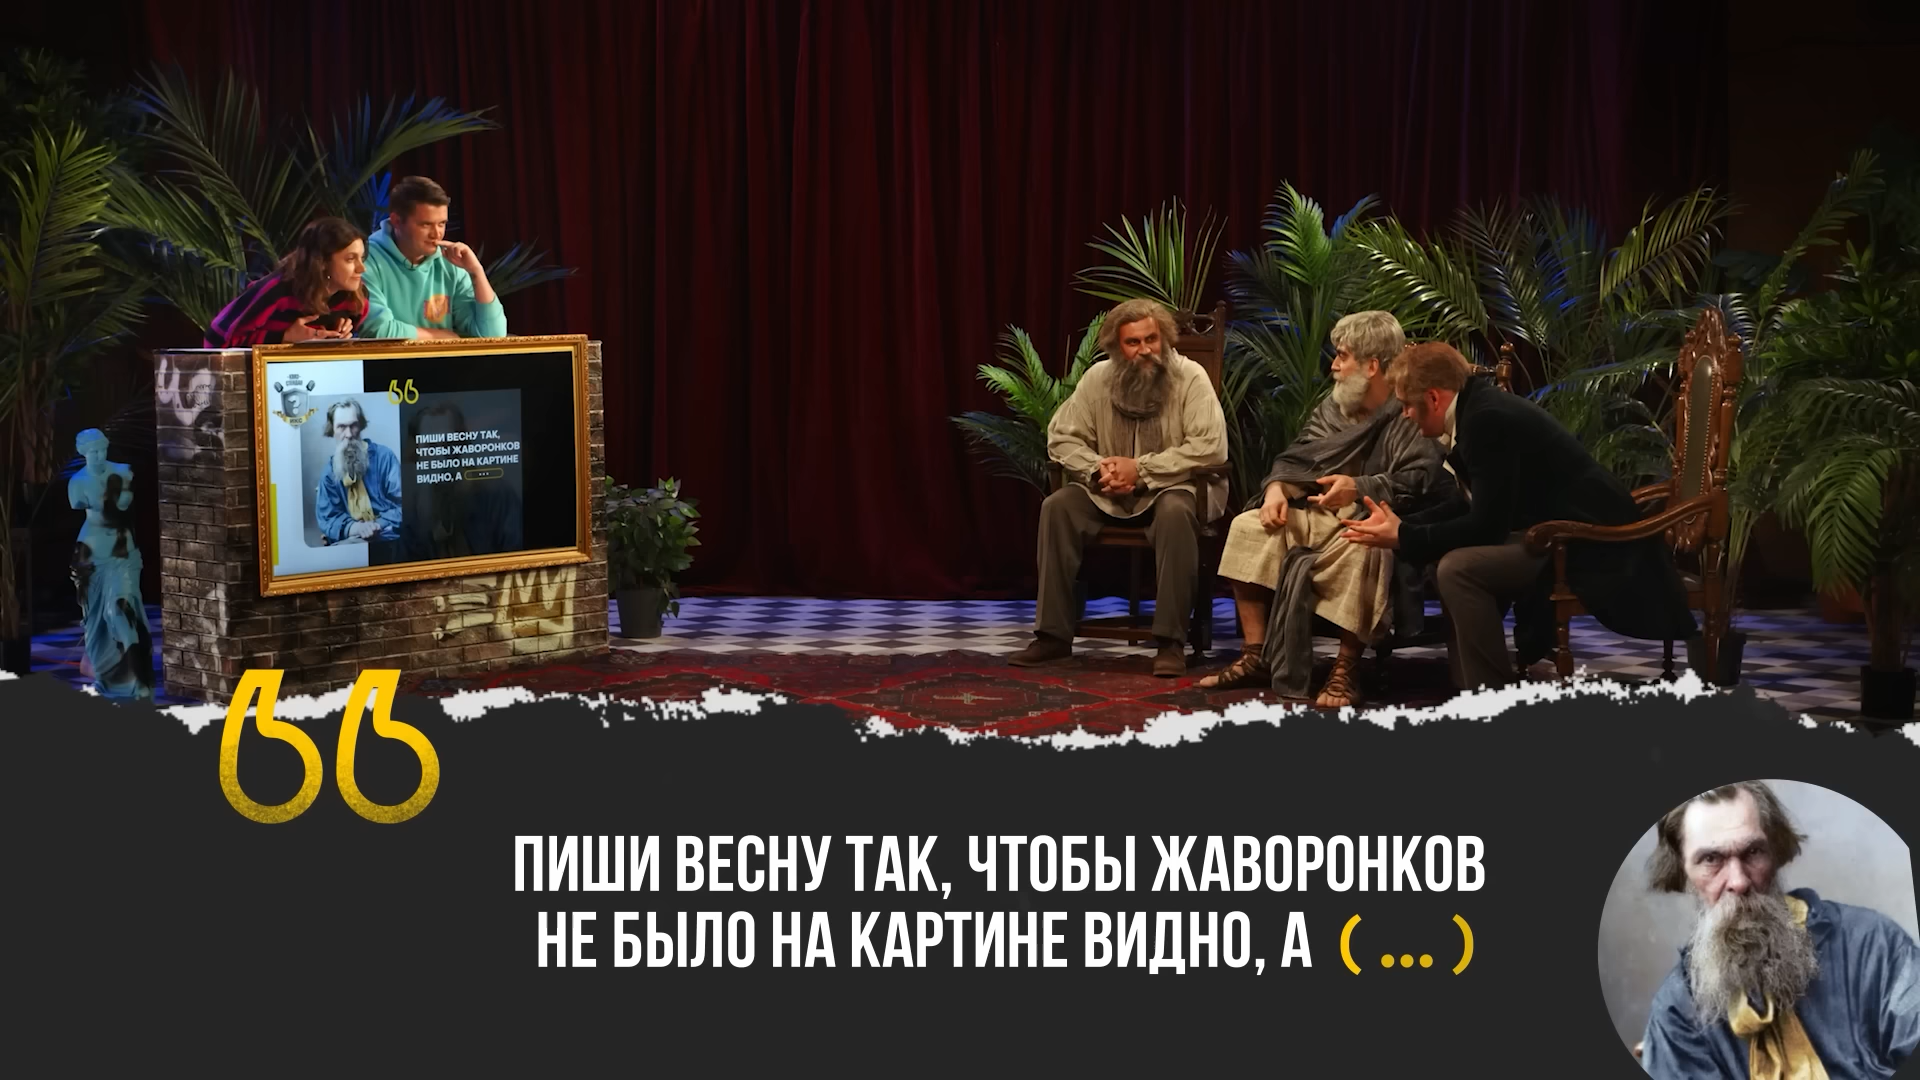 ПИШИ ВЕСНУ ТАК,
ЧТОБЫ ЖАВОРОНКОВ
НЕ БЫЛО НА КАРТИНЕ
ВИДНО, А ...
ПИШИ ВЕСНУ ТАК, ЧТОБЫ ЖАВОРОНКОВ
НЕ БЫЛО НА КАРТИНЕ ВИДНО, А ( ... )